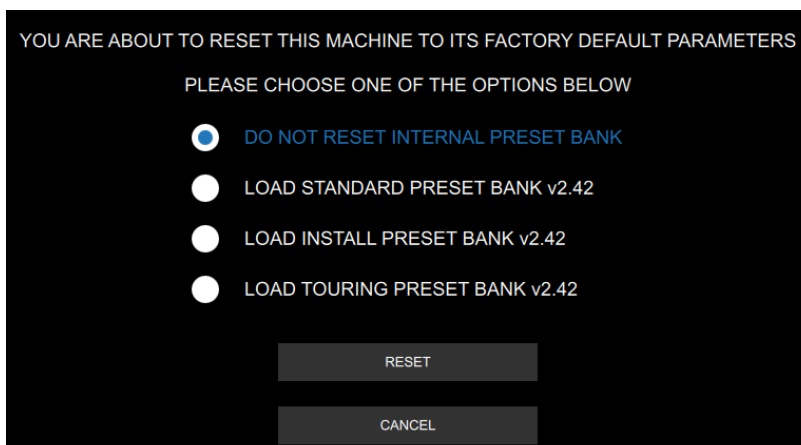 YOU ARE ABOUT TO RESET THIS MACHINE TO ITS FACTORY DEFAULT PARAMETERS
PLEASE CHOOSE ONE OF THE OPTIONS BELOW
DO NOT RESET INTERNAL PRESET BANK
LOAD STANDARD PRESET BANK v2.42
LOAD INSTALL PRESET BANK v2.42
LOAD TOURING PRESET BANK v2.42
RESET
CANCEL